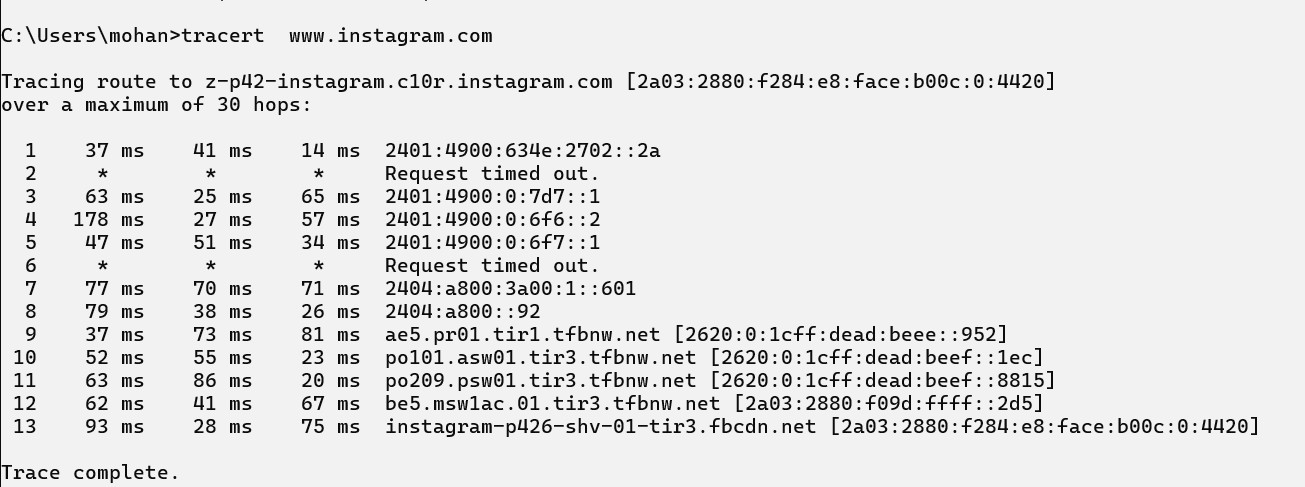 C:\Users\mohan>tracert  www.instagram.com
Tracing route to z-p42-instagram.c10r.instagram.com [2a03:2880:f284:e8:face:b00c:0:4420]
over a maximum of 30 hops:
  1    37 ms    41 ms    14 ms  2401:4900:634e:2702::2a
  2     *        *        *     Request timed out.
  3    63 ms    25 ms    65 ms  2401:4900:0:7d7::1
  4   178 ms    27 ms    57 ms  2401:4900:0:6f6::2
  5    47 ms    51 ms    34 ms  2401:4900:0:6f7::1
  6     *        *        *     Request timed out.
  7    77 ms    70 ms    71 ms  2404:a800:3a00:1::601
  8    79 ms    38 ms    26 ms  2404:a800::92
  9    37 ms    73 ms    81 ms  ae5.pr01.tir1.tfbnw.net [2620:0:1cff:dead:beee::952]
 10    52 ms    55 ms    23 ms  po101.asw01.tir3.tfbnw.net [2620:0:1cff:dead:beef::1ec]
 11    63 ms    86 ms    20 ms  po209.psw01.tir3.tfbnw.net [2620:0:1cff:dead:beef::8815]
 12    62 ms    41 ms    67 ms  be5.msw1ac.01.tir3.tfbnw.net [2a03:2880:f09d:ffff::2d5]
 13    93 ms    28 ms    75 ms  instagram-p426-shv-01-tir3.fbcdn.net [2a03:2880:f284:e8:face:b00c:0:4420]
Trace complete.